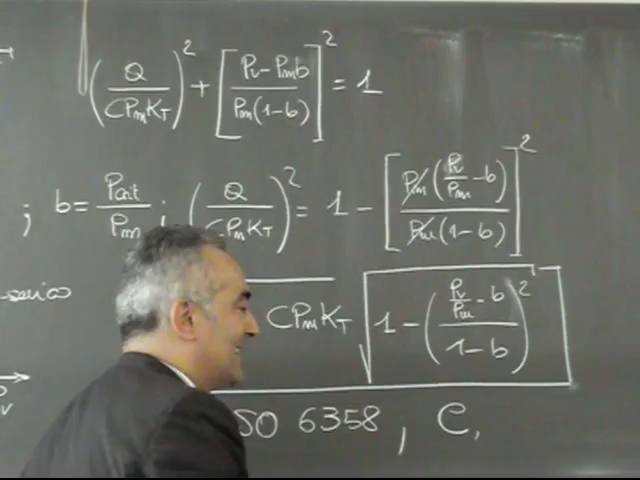 (Q/(CPmKT))² + [(Pv - Pmb)/(Pm(1-b))]² = 1
; b = Pcrit/Pm ; (Q/(CPmKT))² = 1 - [Pm(Pv/Pm - b)/(Pm(1-b))]²
CPmKT √(1 - ((Pv/Pm - b)/(1-b))²)
SO 6358, C,